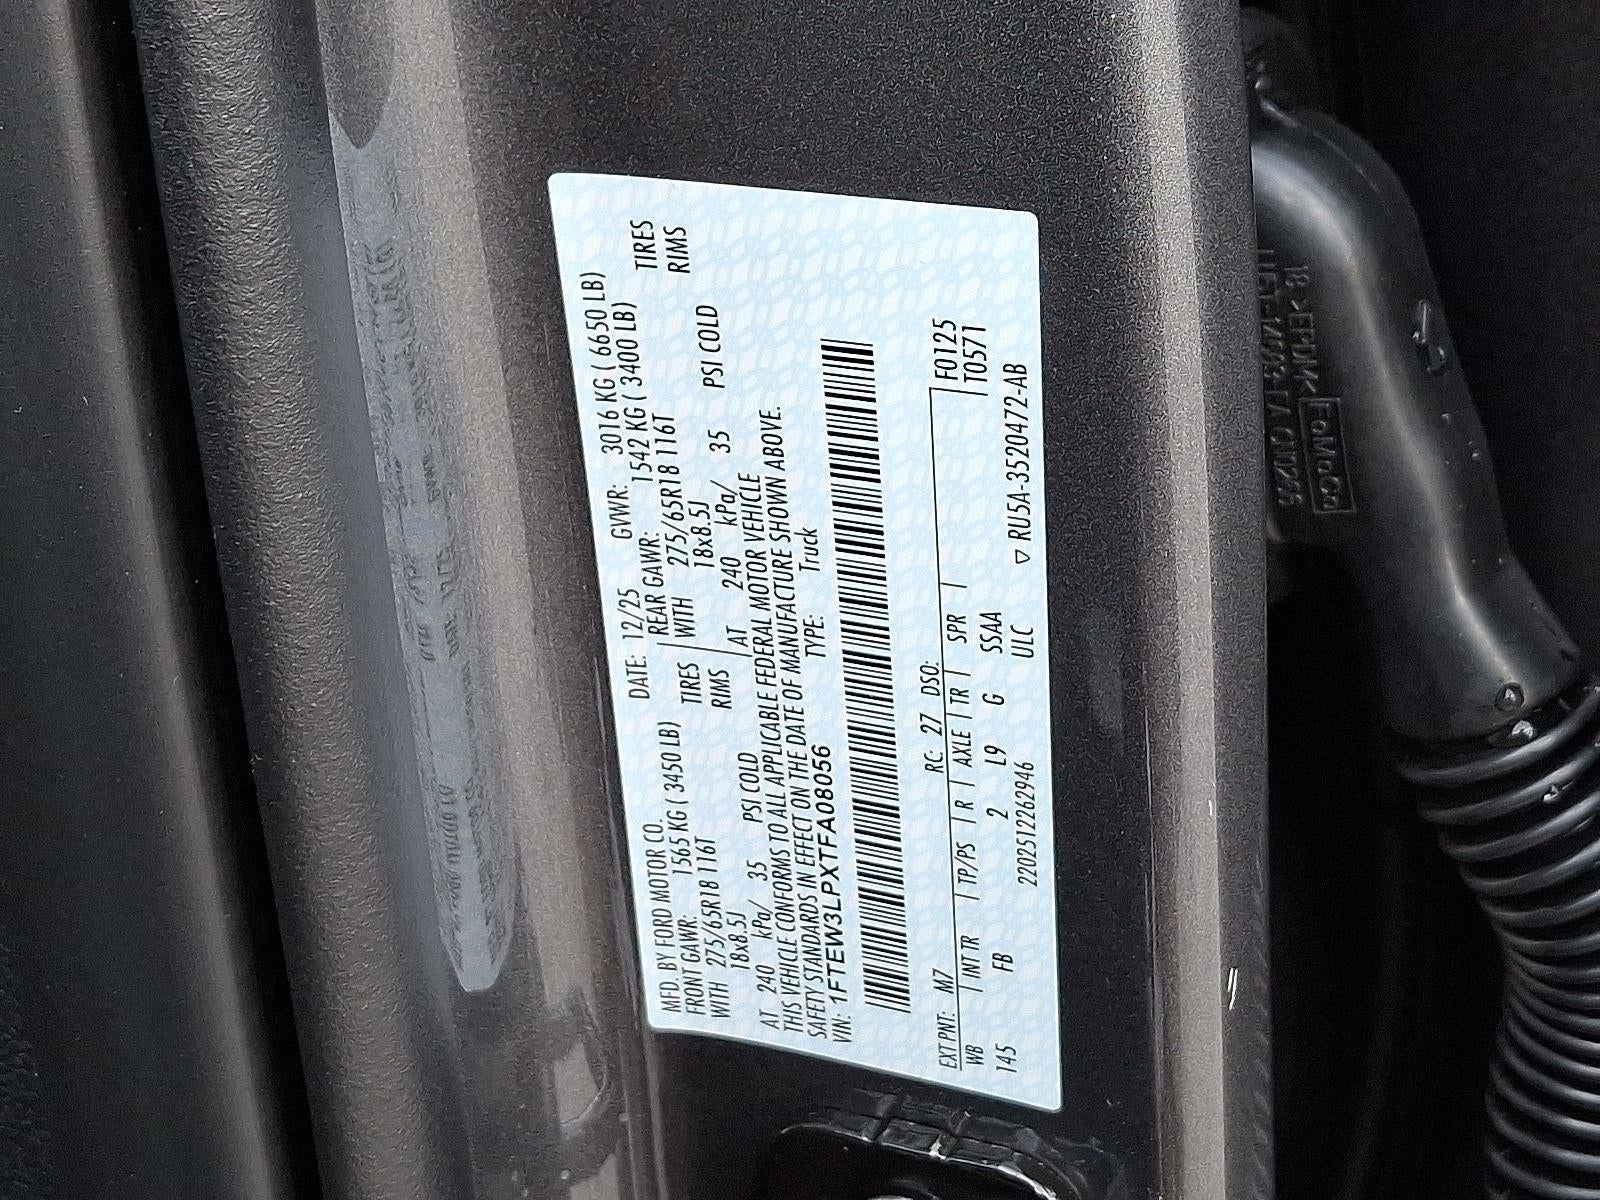 MFD. BY FORD MOTOR CO.
DATE: 12/25 GVWR: 3016 KG ( 6650 LB)
FRONT GAWR: 1565 KG ( 3450 LB) REAR GAWR: 1542 KG ( 3400 LB)
WITH 275/65R18 116T TIRES WITH 275/65R18 116T TIRES
18x8.5J RIMS 18x8.5J RIMS
AT 240 kPa/ 35 PSI COLD AT 240 kPa/ 35 PSI COLD
THIS VEHICLE CONFORMS TO ALL APPLICABLE FEDERAL MOTOR VEHICLE
SAFETY STANDARDS IN EFFECT ON THE DATE OF MANUFACTURE SHOWN ABOVE.
VIN: 1FTEW3LPXTFA08056 TYPE: Truck
EXT PNT: M7 RC: 27 DSO: F0125
WB INT TR TP/PS R AXLE TR SPR T0571
145 FB 2 L9 G SSAA
2202512262946 ULC ▽ RU5A-3520472-AB
FoMoCo